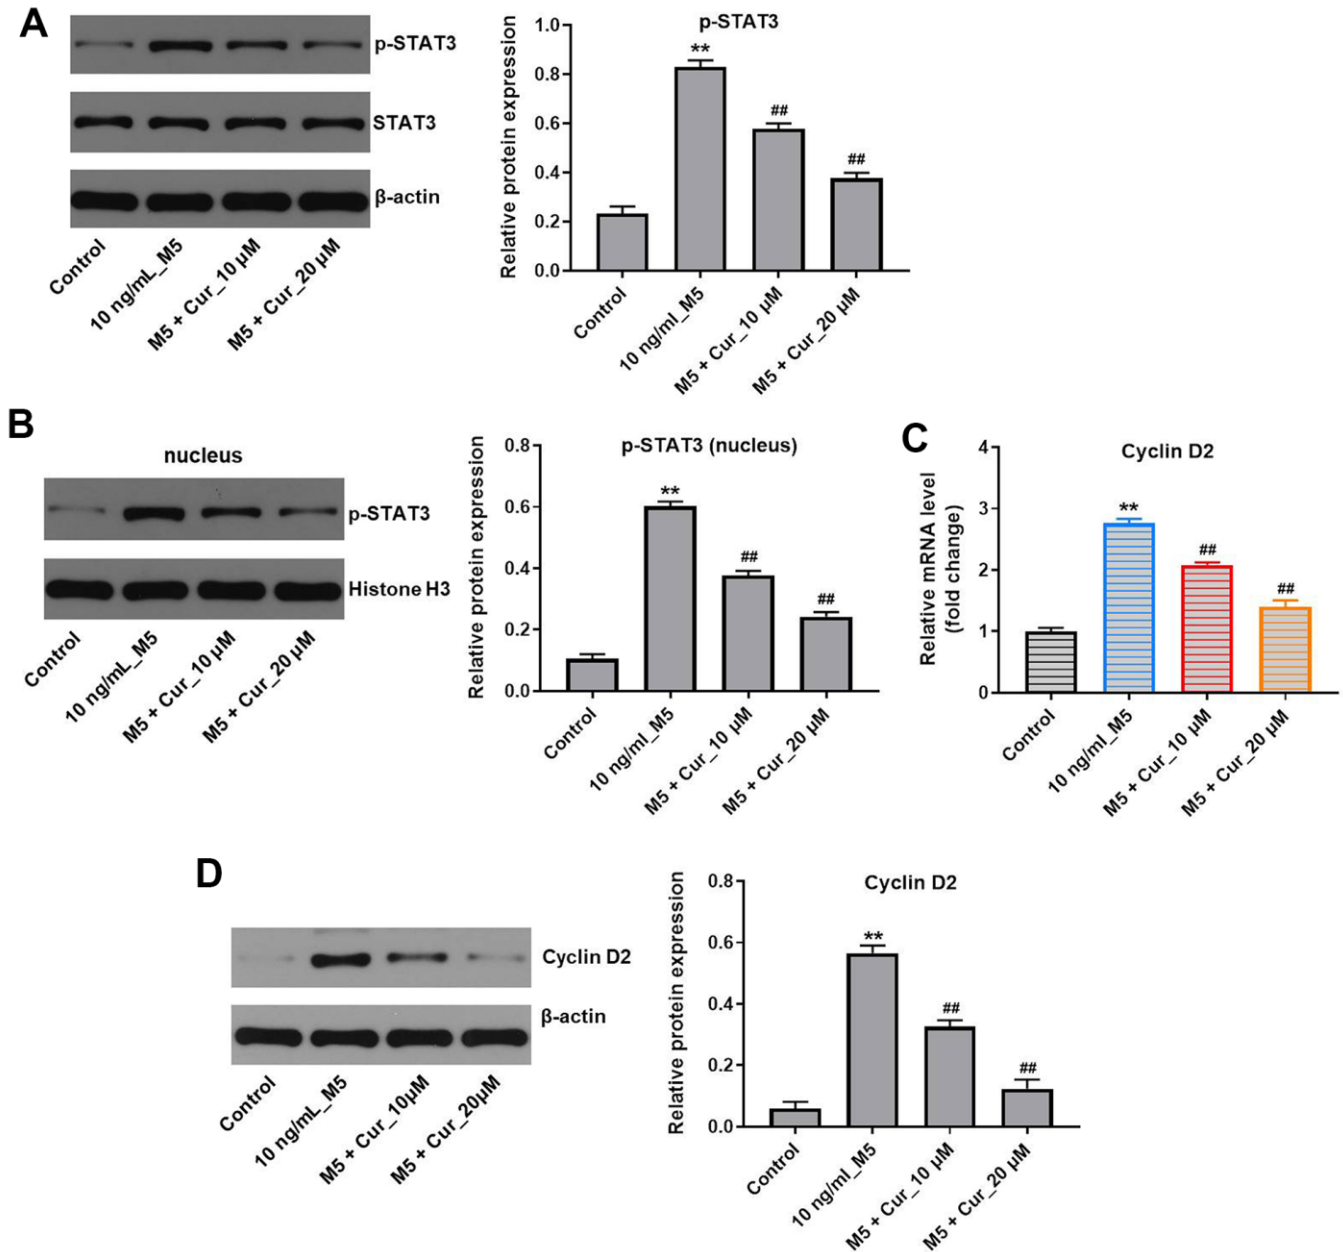 A
p-STAT3
STAT3
β-actin
Control
10 ng/mL_M5
M5 + Cur_10 µM
M5 + Cur_20 µM
p-STAT3
Relative protein expression
1.0
0.8
0.6
0.4
0.2
0.0
**
##
##
Control
10 ng/ml_M5
M5 + Cur_10 µM
M5 + Cur_20 µM
B
nucleus
p-STAT3
Histone H3
Control
10 ng/mL_M5
M5 + Cur_10 µM
M5 + Cur_20 µM
p-STAT3 (nucleus)
Relative protein expression
0.8
0.6
0.4
0.2
0.0
**
##
##
Control
10 ng/ml_M5
M5 + Cur_10 µM
M5 + Cur_20 µM
C
Cyclin D2
Relative mRNA level
(fold change)
4
3
2
1
0
**
##
##
Control
10 ng/ml_M5
M5 + Cur_10 µM
M5 + Cur_20 µM
D
Cyclin D2
β-actin
Control
10 ng/mL_M5
M5 + Cur_10µM
M5 + Cur_20µM
Cyclin D2
Relative protein expression
0.8
0.6
0.4
0.2
0.0
**
##
##
Control
10 ng/ml_M5
M5 + Cur_10 µM
M5 + Cur_20 µM